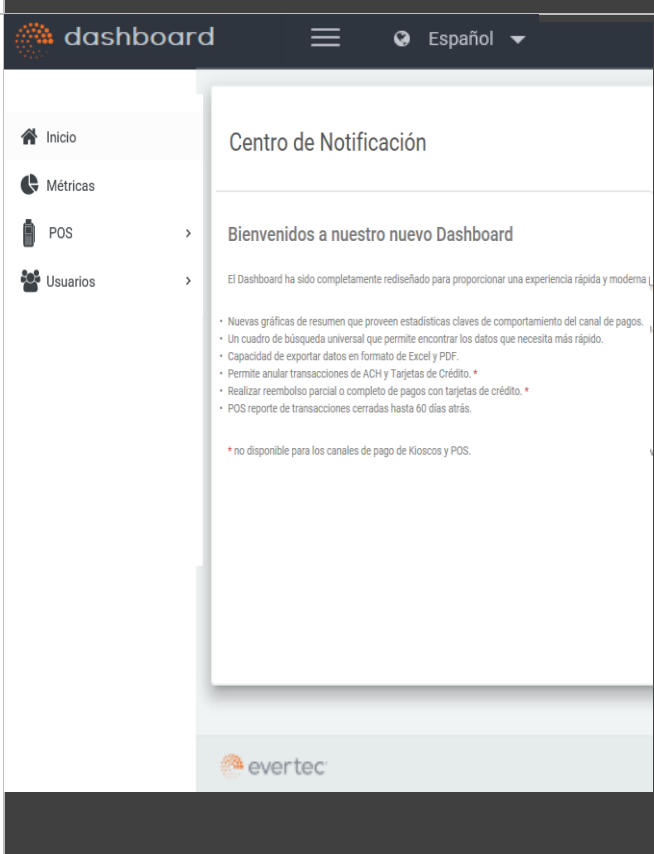 dashboard
Español
Inicio
Métricas
POS
Usuarios
Centro de Notificación
Bienvenidos a nuestro nuevo Dashboard
El Dashboard ha sido completamente rediseñado para proporcionar una experiencia rápida y moderna
• Nuevas gráficas de resumen que proveen estadísticas claves de comportamiento del canal de pagos.
• Un cuadro de búsqueda universal que permite encontrar los datos que necesita más rápido.
• Capacidad de exportar datos en formato de Excel y PDF.
• Permite anular transacciones de ACH y Tarjetas de Crédito. *
• Realizar reembolso parcial o completo de pagos con tarjetas de crédito. *
• POS reporte de transacciones cerradas hasta 60 días atrás.
* no disponible para los canales de pago de Kioscos y POS.
evertec